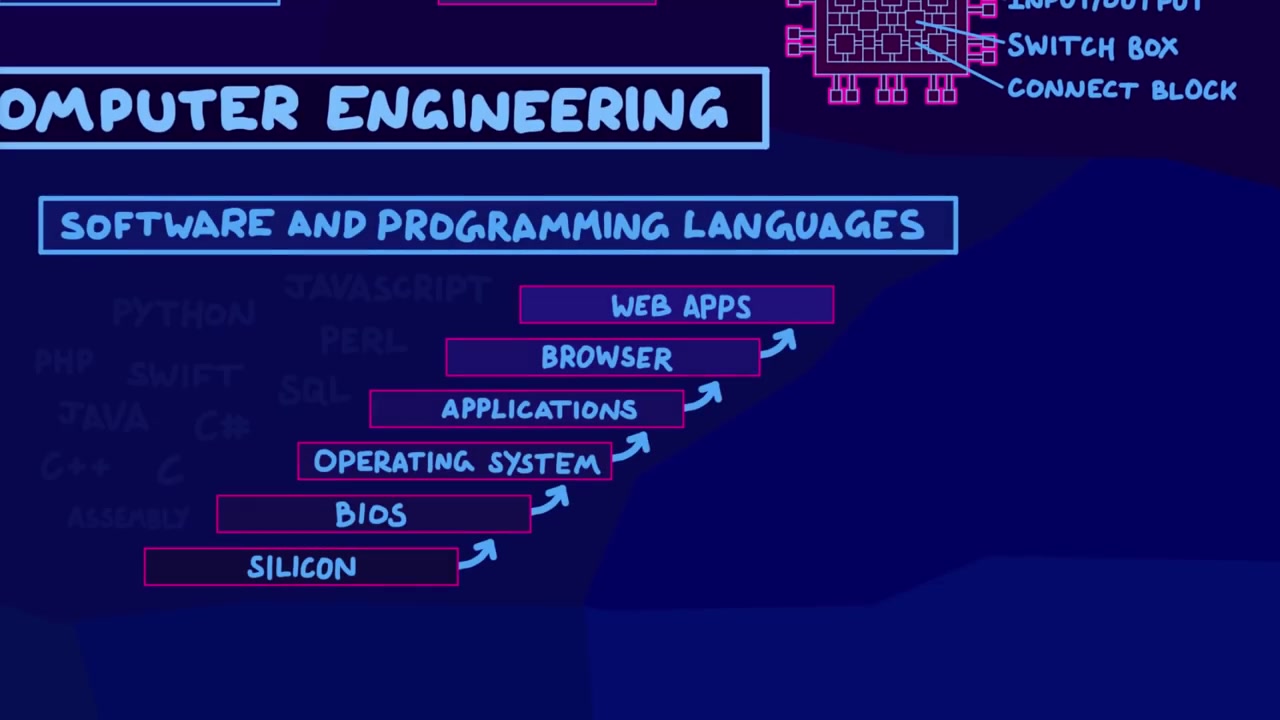 INPUT/OUTPUT
SWITCH BOX
CONNECT BLOCK
OMPUTER ENGINEERING
SOFTWARE AND PROGRAMMING LANGUAGES
JAVASCRIPT
PYTHON
PERL
PHP
SWIFT
SQL
JAVA
C#
C++
C
ASSEMBLY
WEB APPS
BROWSER
APPLICATIONS
OPERATING SYSTEM
BIOS
SILICON